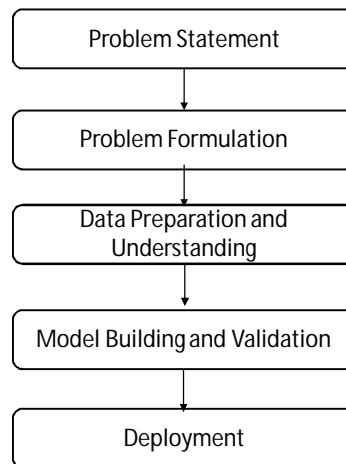 Problem Statement
Problem Formulation
Data Preparation and
Understanding
Model Building and Validation
Deployment